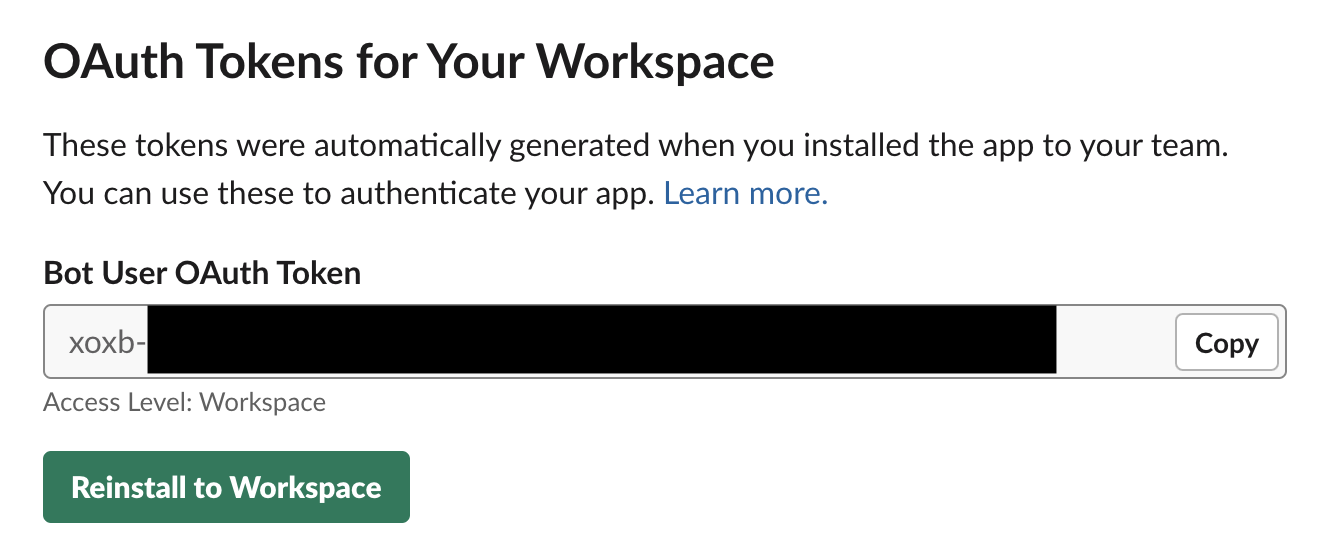 OAuth Tokens for Your Workspace
These tokens were automatically generated when you installed the app to your team.
You can use these to authenticate your app. Learn more.
Bot User OAuth Token
xoxb-
Copy
Access Level: Workspace
Reinstall to Workspace